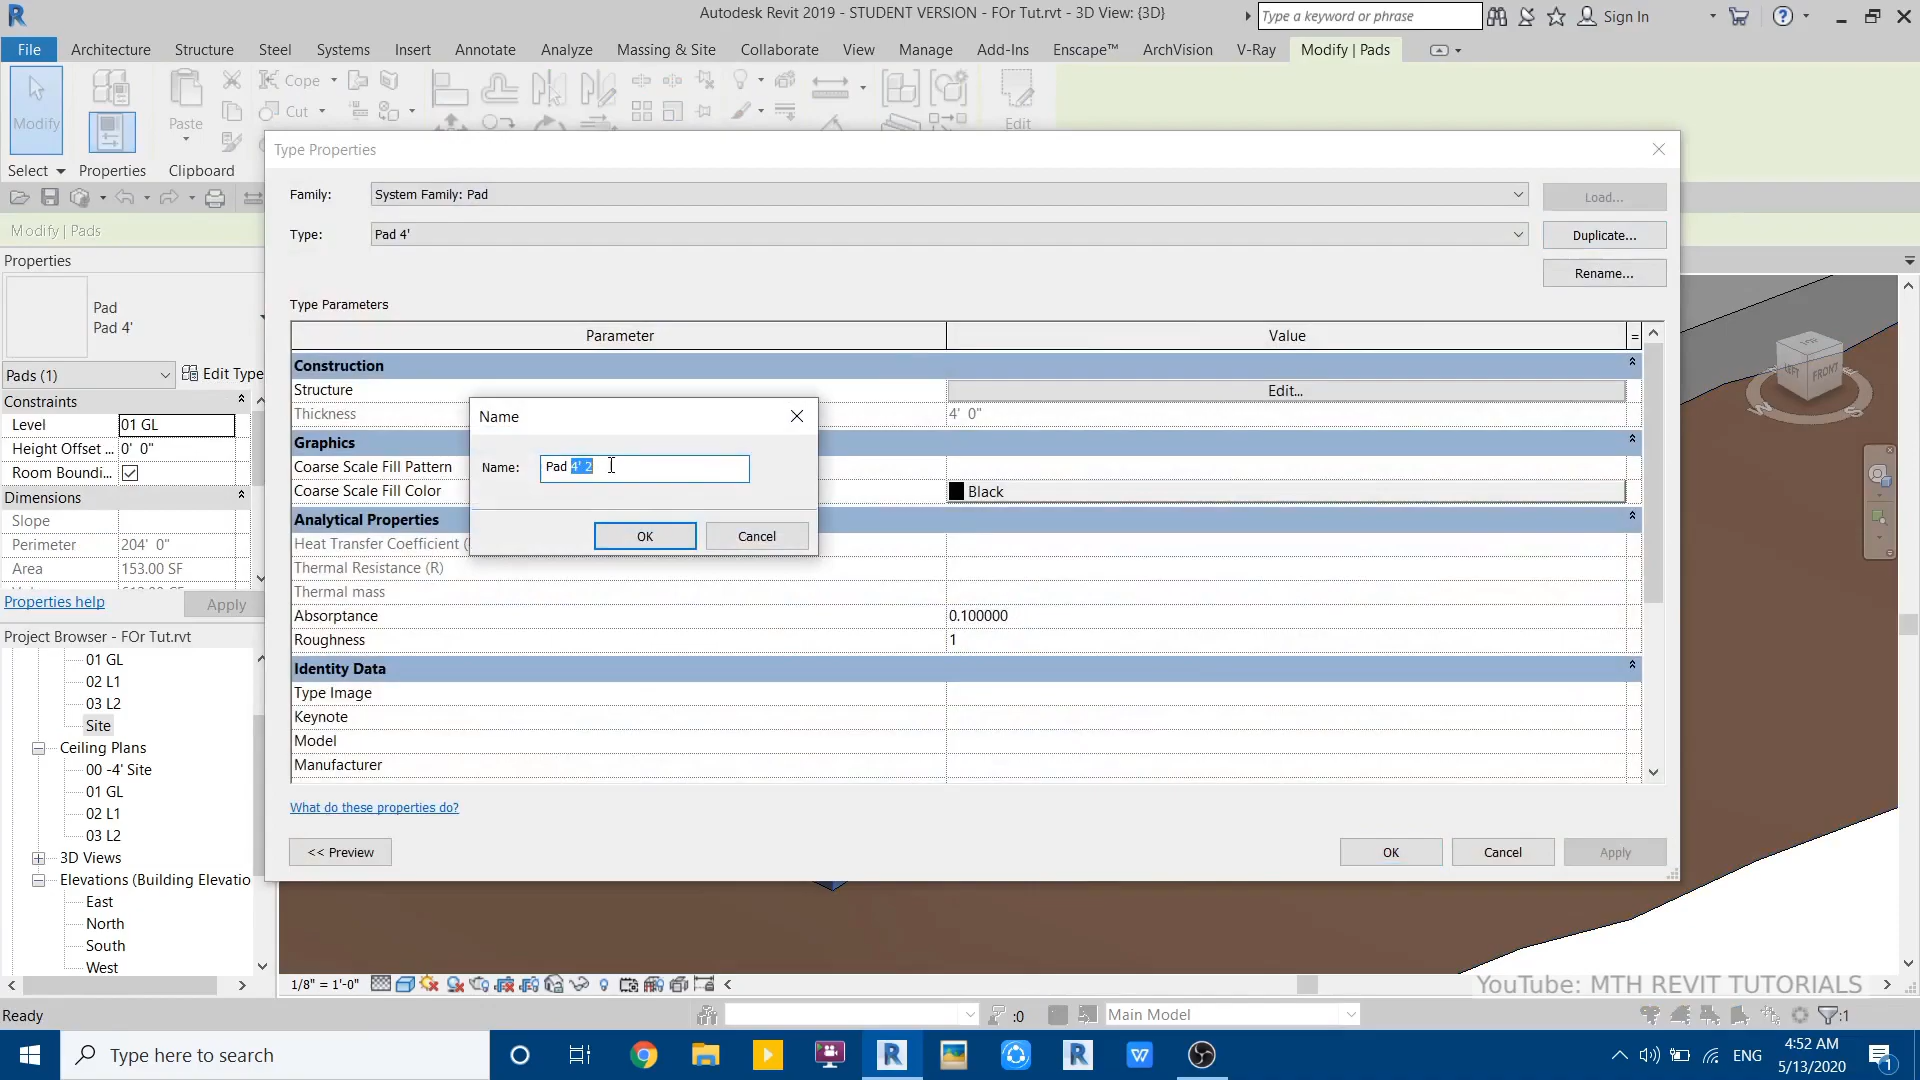 Autodesk Revit 2019 - STUDENT VERSION - FOr Tut.rvt - 3D View: {3D}
Type a keyword or phrase
Sign In
File Architecture Structure Steel Systems Insert Annotate Analyze Massing & Site Collaborate View Manage Add-Ins Enscape™ ArchVision V-Ray Modify | Pads
Modify
Paste
Cope
Cut
Edit
Select Properties Clipboard
Modify | Pads
Properties
Pad
Pad 4'
Pads (1) Edit Type
Constraints
Level 01 GL
Height Offset ... 0' 0"
Room Boundi...
Dimensions
Slope
Perimeter 204' 0"
Area 153.00 SF
Properties help Apply
Project Browser - FOr Tut.rvt
01 GL
02 L1
03 L2
Site
Ceiling Plans
00 -4' Site
01 GL
02 L1
03 L2
3D Views
Elevations (Building Elevatio
East
North
South
West
Type Properties
Family: System Family: Pad Load...
Type: Pad 4' Duplicate...
Rename...
Type Parameters
Parameter Value
Construction
Structure Edit...
Thickness 4' 0"
Graphics
Coarse Scale Fill Pattern
Coarse Scale Fill Color Black
Analytical Properties
Heat Transfer Coefficient (
Thermal Resistance (R)
Thermal mass
Absorptance 0.100000
Roughness 1
Identity Data
Type Image
Keynote
Model
Manufacturer
What do these properties do?
<< Preview OK Cancel Apply
Name
Name: Pad 4' 2
OK Cancel
LEFT FRONT
S
1/8" = 1'-0"
YouTube: MTH REVIT TUTORIALS
Ready :0 Main Model :1
Type here to search
ENG
4:52 AM
5/13/2020
1